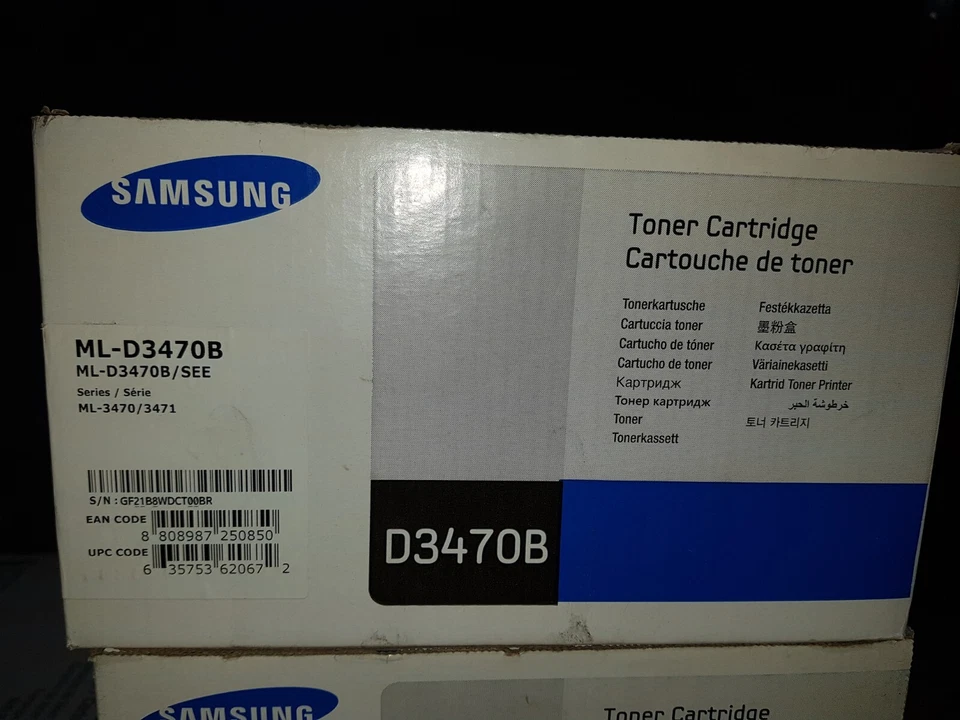 SAMSUNG
ML-D3470B
ML-D3470B/SEE
Series / Série
ML-3470/3471
S/N : GF21B8WDCT00BR
EAN CODE
8 808987 250850
UPC CODE
6 35753 62067 2
Toner Cartridge
Cartouche de toner
Tonerkartusche
Cartuccia toner
Cartucho de tóner
Cartucho de toner
Картридж
Тонер картридж
Toner
Tonerkassett
Festékkazetta
墨粉盒
Κασέτα γραφίτη
Väriainekasetti
Kartrid Toner Printer
خرطوشة الحبر
토너 카트리지
D3470B
SAMSUNG
Toner Cartridge